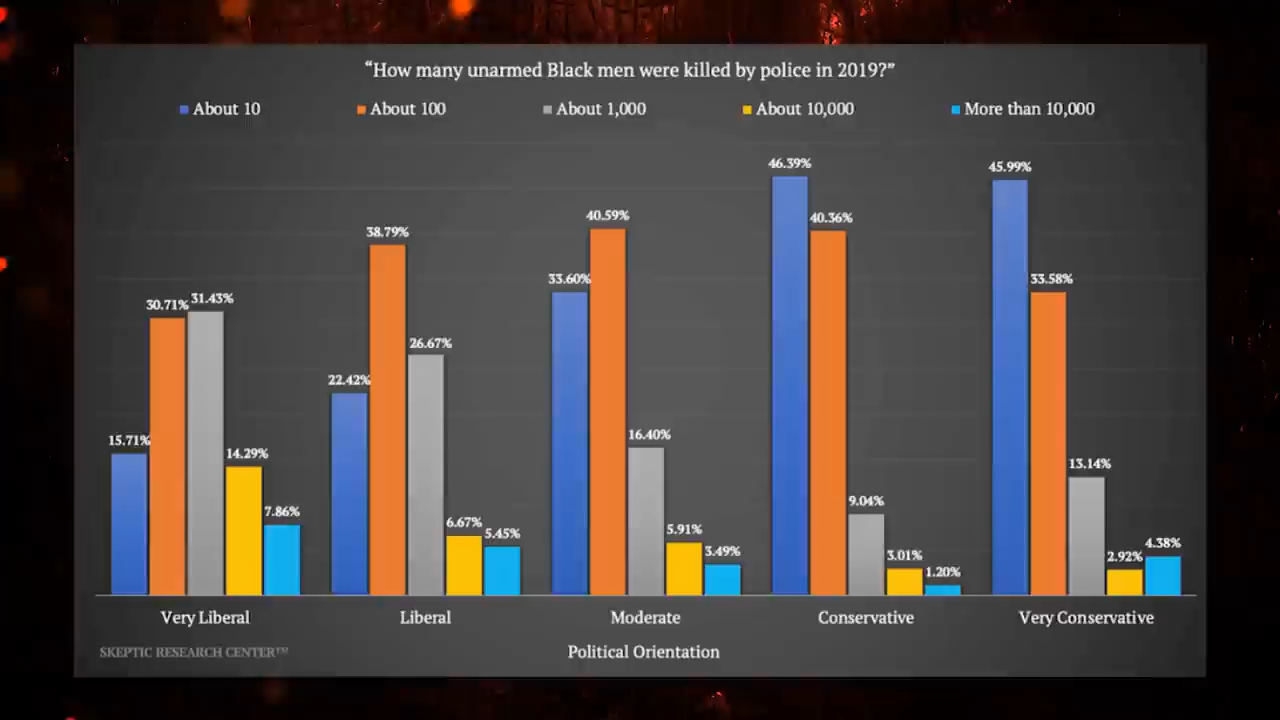 “How many unarmed Black men were killed by police in 2019?”
About 10 About 100 About 1,000 About 10,000 More than 10,000
46.39% 45.99%
40.59% 40.36%
38.79%
33.60% 33.58%
30.71% 31.43%
26.67%
22.42%
15.71% 14.29% 16.40% 13.14%
9.04%
7.86% 6.67% 5.45% 5.91% 3.49% 3.01% 1.20% 2.92% 4.38%
Very Liberal Liberal Moderate Conservative Very Conservative
SKEPTIC RESEARCH CENTER™ Political Orientation